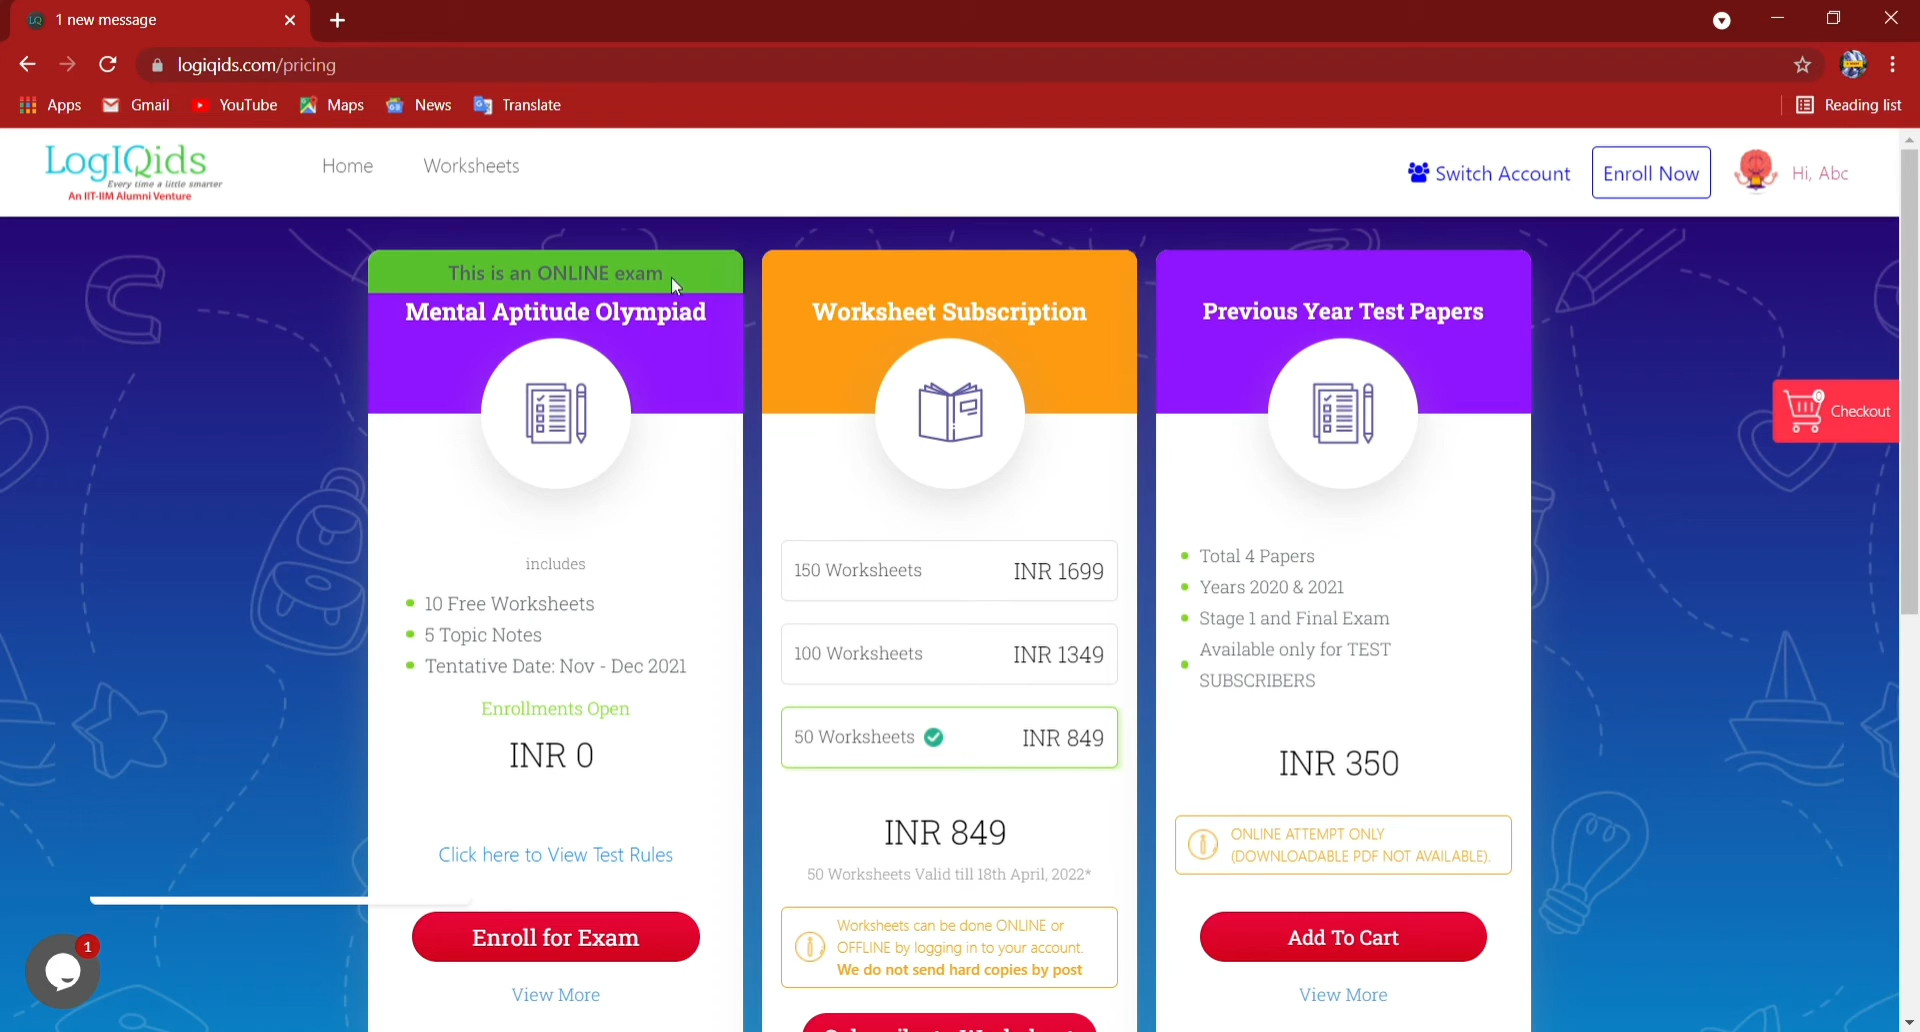 1 new message
logiqids.com/pricing
Apps
Gmail
YouTube
Maps
News
Translate
Reading list
LogIQids
Every time a little smarter
An IIT-IIM Alumni Venture
Home
Worksheets
Switch Account
Enroll Now
Hi, Abc
This is an ONLINE exam
Mental Aptitude Olympiad
includes
10 Free Worksheets
5 Topic Notes
Tentative Date: Nov - Dec 2021
Enrollments Open
INR 0
Click here to View Test Rules
Enroll for Exam
View More
Worksheet Subscription
150 Worksheets INR 1699
100 Worksheets INR 1349
50 Worksheets INR 849
INR 849
50 Worksheets Valid till 18th April, 2022*
Worksheets can be done ONLINE or
OFFLINE by logging in to your account.
We do not send hard copies by post
Previous Year Test Papers
Total 4 Papers
Years 2020 & 2021
Stage 1 and Final Exam
Available only for TEST
SUBSCRIBERS
INR 350
ONLINE ATTEMPT ONLY
(DOWNLOADABLE PDF NOT AVAILABLE).
Add To Cart
View More
0
Checkout
1